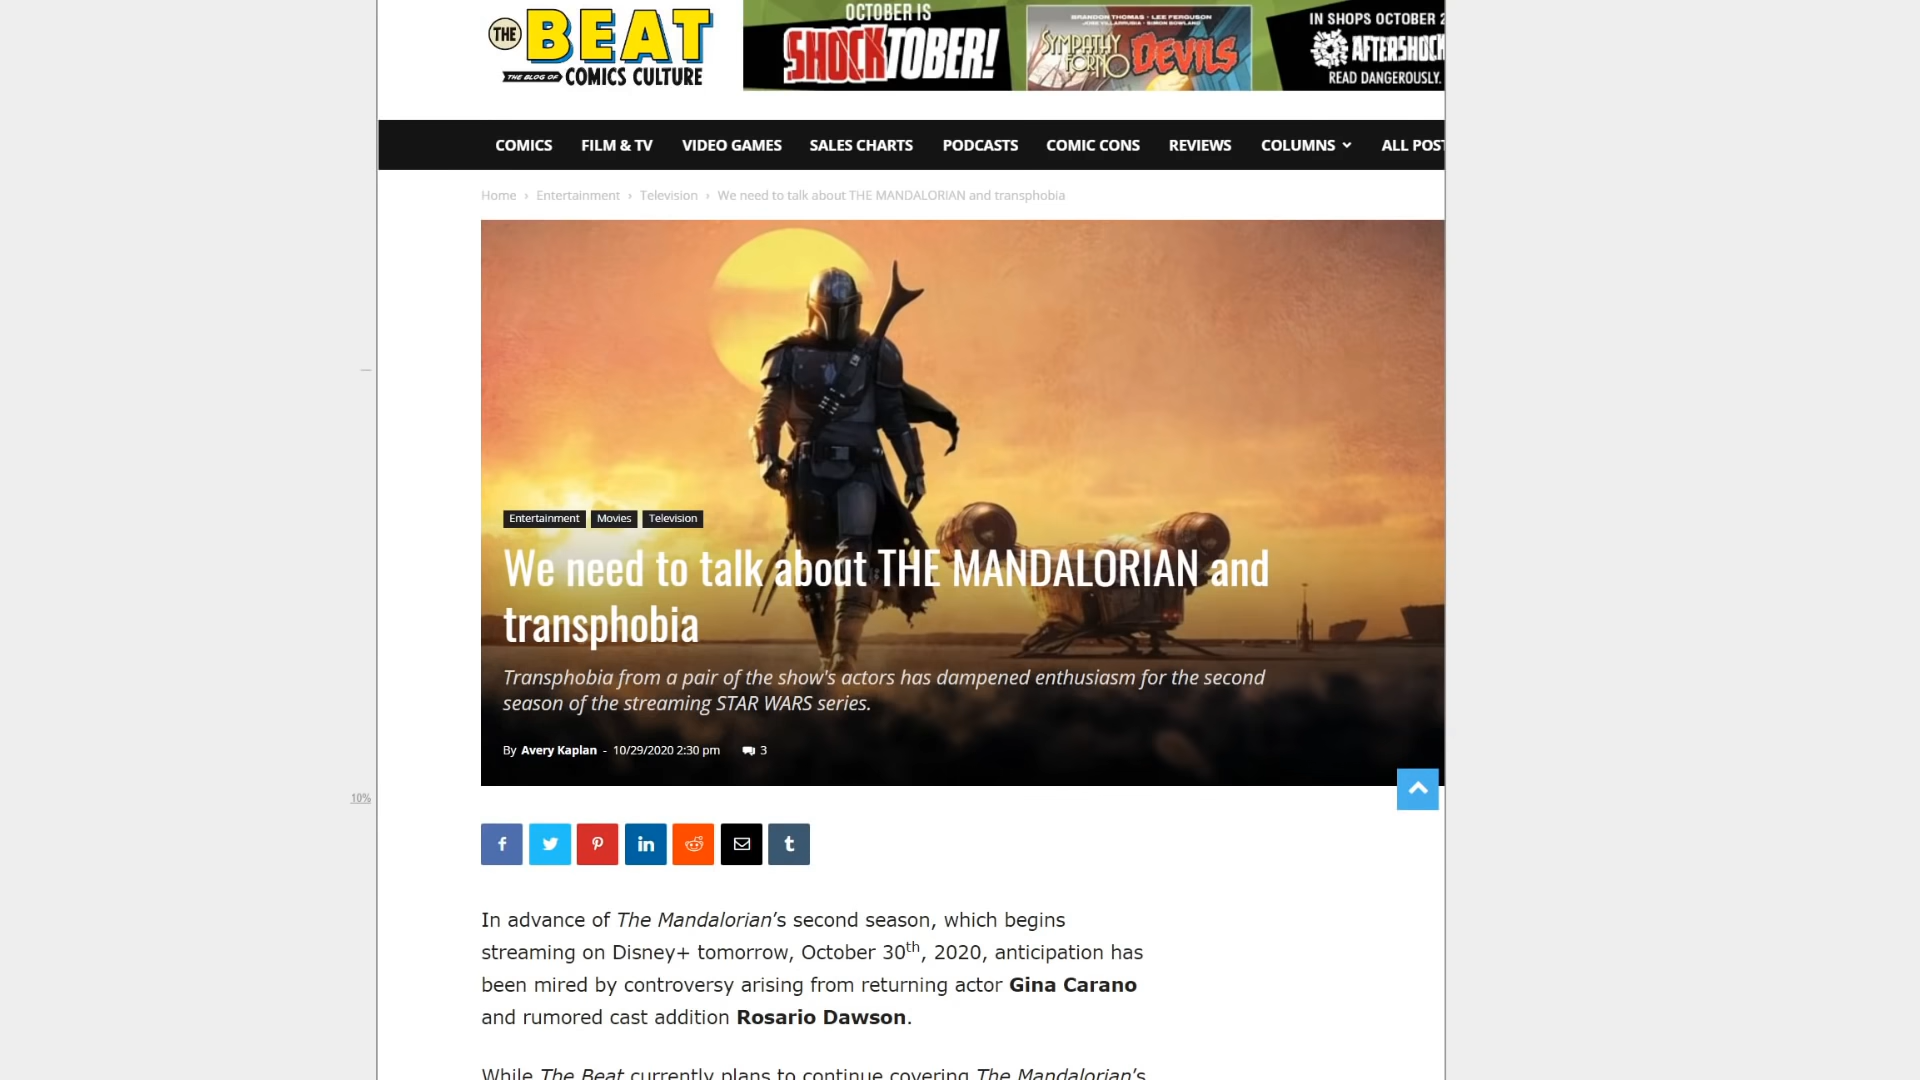 THE BEAT
THE BLOG OF COMICS CULTURE
OCTOBER IS
SHOCKTOBER!
BRANDON THOMAS · LEE FERGUSON
JOSE VILLARRUBIA · SIMON BOWLAND
SYMPATHY
FOR NO
DEVILS
IN SHOPS OCTOBER 2
AFTERSHOCK
READ DANGEROUSLY.
COMICS FILM & TV VIDEO GAMES SALES CHARTS PODCASTS COMIC CONS REVIEWS COLUMNS ALL POST
Home › Entertainment › Television › We need to talk about THE MANDALORIAN and transphobia
Entertainment Movies Television
We need to talk about THE MANDALORIAN and
transphobia
Transphobia from a pair of the show's actors has dampened enthusiasm for the second
season of the streaming STAR WARS series.
By Avery Kaplan - 10/29/2020 2:30 pm 3
10%
In advance of The Mandalorian’s second season, which begins
streaming on Disney+ tomorrow, October 30th, 2020, anticipation has
been mired by controversy arising from returning actor Gina Carano
and rumored cast addition Rosario Dawson.
While The Beat currently plans to continue covering The Mandalorian’s